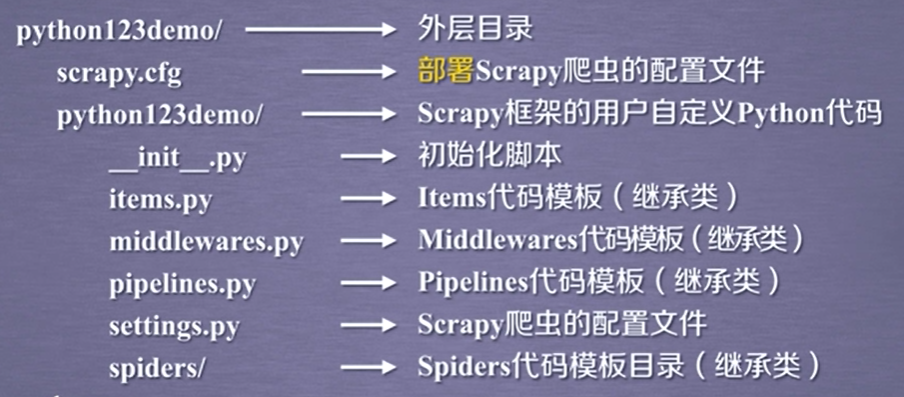 python123demo/ 外层目录
scrapy.cfg 部署Scrapy爬虫的配置文件
python123demo/ Scrapy框架的用户自定义Python代码
__init__.py 初始化脚本
items.py Items代码模板（继承类）
middlewares.py Middlewares代码模板（继承类）
pipelines.py Pipelines代码模板（继承类）
settings.py Scrapy爬虫的配置文件
spiders/ Spiders代码模板目录（继承类）